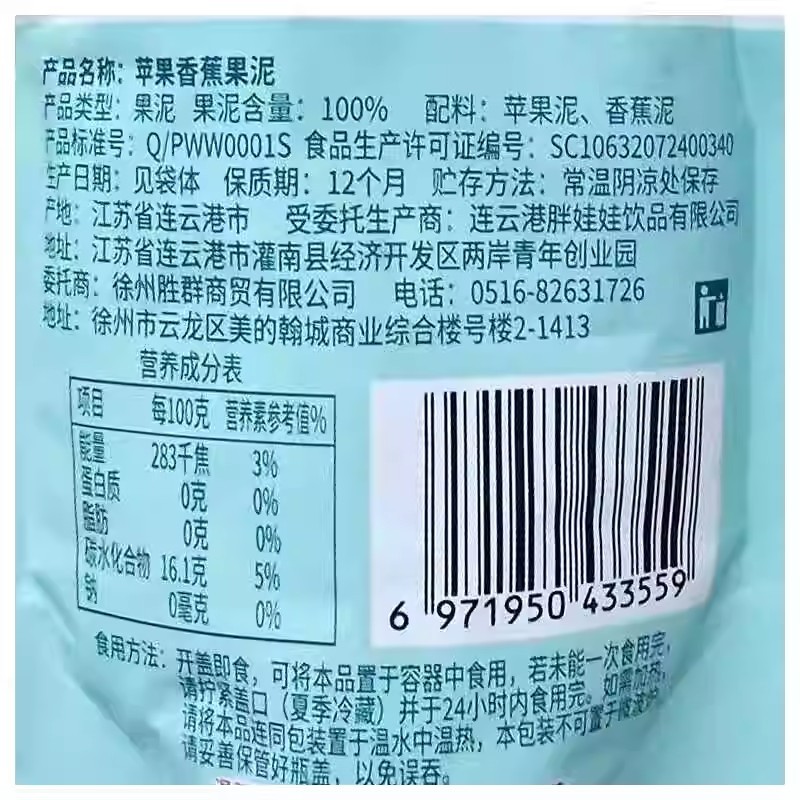 产品名称：苹果香蕉果泥
产品类型：果泥 果泥含量：100% 配料：苹果泥、香蕉泥
产品标准号：Q/PWW0001S 食品生产许可证编号：SC10632072400340
生产日期：见袋体 保质期：12个月 贮存方法：常温阴凉处保存
产地：江苏省连云港市 受委托生产商：连云港胖娃娃饮品有限公司
地址：江苏省连云港市灌南县经济开发区两岸青年创业园
委托商：徐州胜群商贸有限公司 电话：0516-82631726
地址：徐州市云龙区美的翰城商业综合楼号楼2-1413
营养成分表
项目 每100克 营养素参考值%
能量 283千焦 3%
蛋白质 0克 0%
脂肪 0克 0%
碳水化合物 16.1克 5%
钠 0毫克 0%
6 971950 433559
食用方法：开盖即食，可将本品置于容器中食用，若未能一次食用完，
请拧紧盖口（夏季冷藏）并于24小时内食用完。如需加热，
请将本品连同包装置于温水中温热，本包装不可置于微波炉
请妥善保管好瓶盖，以免误吞。